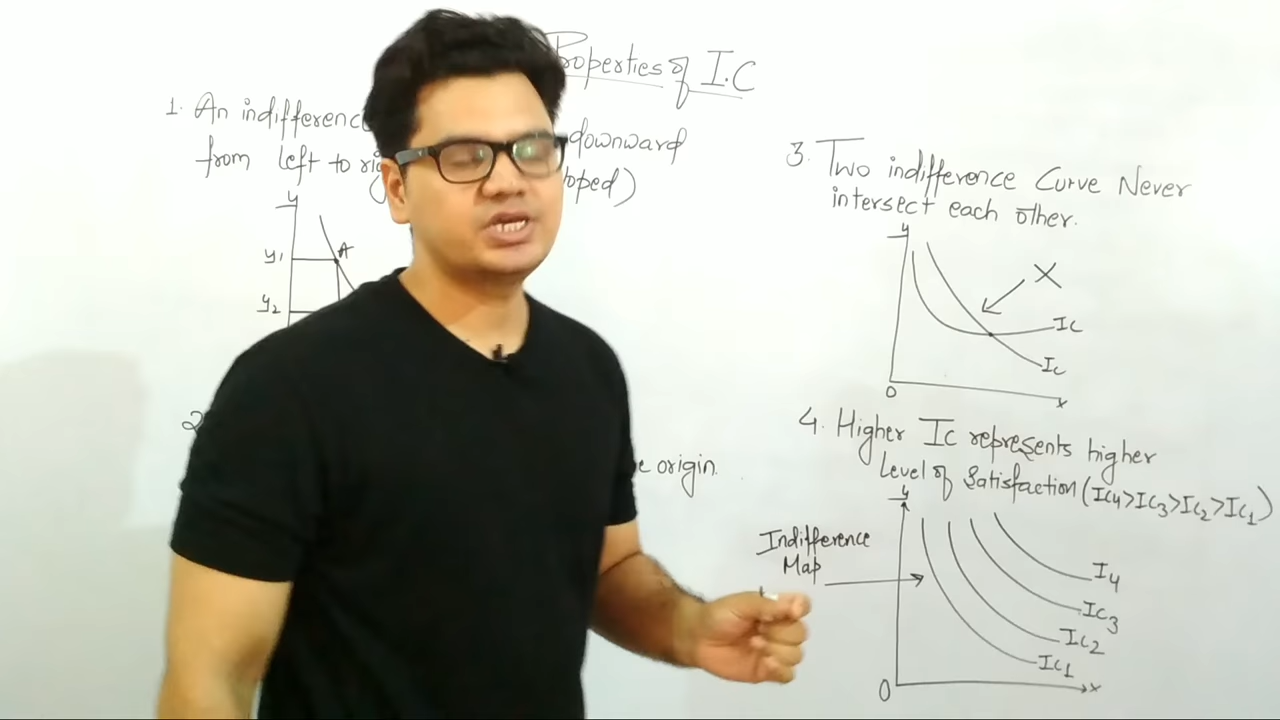 Properties of I.C
1. An indifference downward
from left to
y
y1
A
y2
2
origin.
3. Two indifference Curve Never
intersect each other.
y
X
Ic
Ic
0
x
4. Higher Ic represents higher
Level of Satisfaction (Ic4>Ic3>Ic2>Ic1)
y
Indifference
Map
I4
Ic3
Ic2
Ic1
0
x